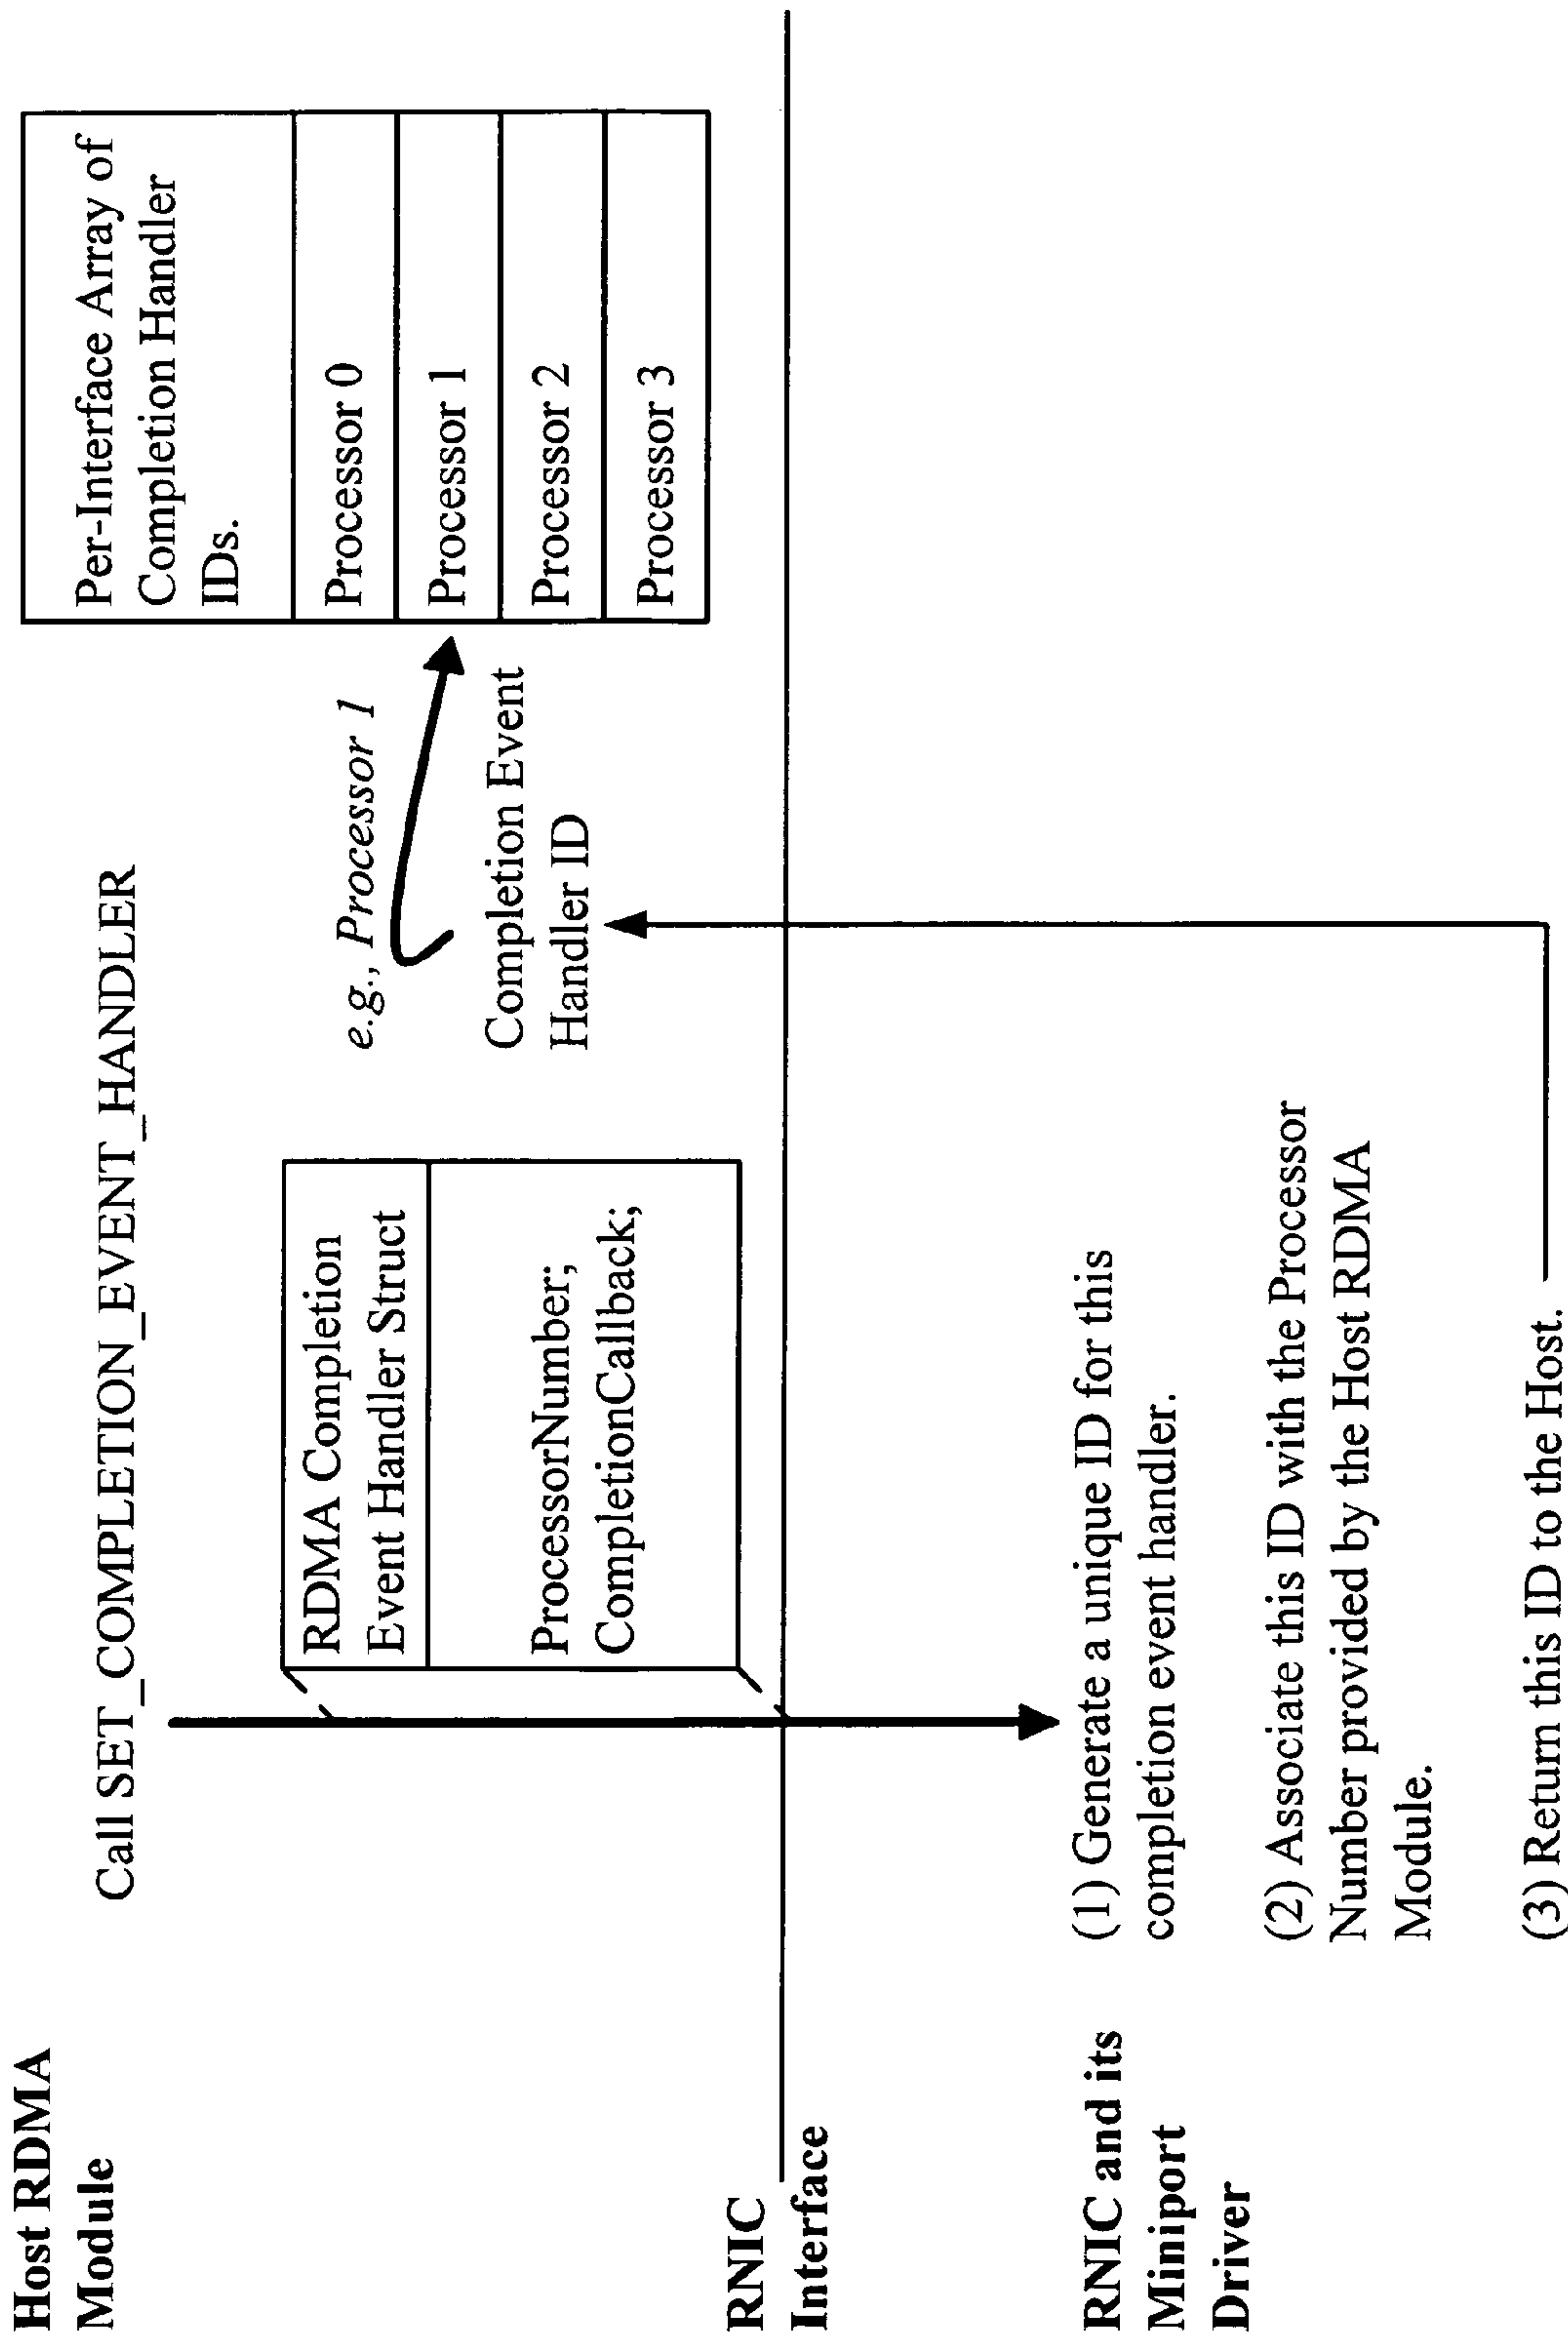 Host RDMA
Module
Call SET_COMPLETION_EVENT_HANDLER
RDMA Completion
Event Handler Struct
ProcessorNumber;
CompletionCallback;
e.g., Processor 1
Completion Event
Handler ID
Per-Interface Array of
Completion Handler
IDs.
Processor 0
Processor 1
Processor 2
Processor 3
RNIC
Interface
RNIC and its
Miniport
Driver
(1) Generate a unique ID for this
completion event handler.
(2) Associate this ID with the Processor
Number provided by the Host RDMA
Module.
(3) Return this ID to the Host.